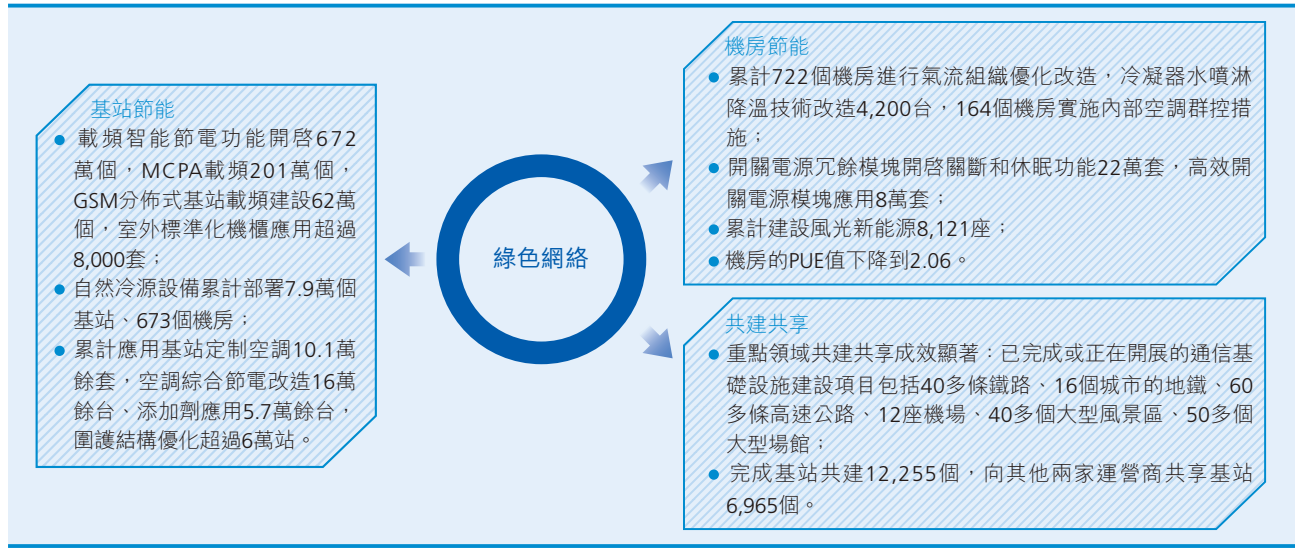 基站節能
● 載頻智能節電功能開啓672
萬個，MCPA載頻201萬個，
GSM分佈式基站載頻建設62萬
個，室外標準化機櫃應用超過
8,000套；
● 自然冷源設備累計部署7.9萬個
基站、673個機房；
● 累計應用基站定制空調10.1萬
餘套，空調綜合節電改造16萬
餘台、添加劑應用5.7萬餘台，
圍護結構優化超過6萬站。
綠色網絡
機房節能
● 累計722個機房進行氣流組織優化改造，冷凝器水噴淋
降溫技術改造4,200台，164個機房實施內部空調群控措
施；
● 開關電源冗餘模塊開啓關斷和休眠功能22萬套，高效開
關電源模塊應用8萬套；
● 累計建設風光新能源8,121座；
● 機房的PUE值下降到2.06。
共建共享
● 重點領域共建共享成效顯著：已完成或正在開展的通信基
礎設施建設項目包括40多條鐵路、16個城市的地鐵、60
多條高速公路、12座機場、40多個大型風景區、50多個
大型場館；
● 完成基站共建12,255個，向其他兩家運營商共享基站
6,965個。